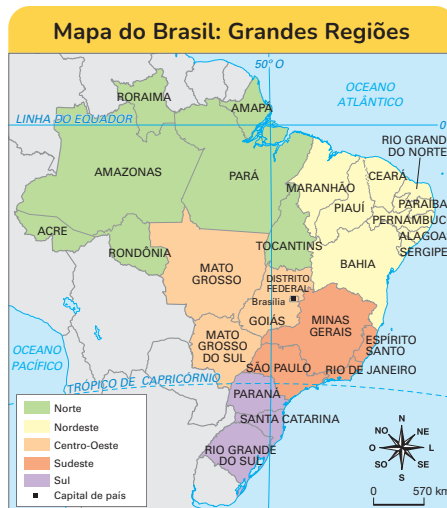 Mapa do Brasil: Grandes Regiões
50° O
OCEANO
ATLÂNTICO
RORAIMA
AMAPÁ
LINHA DO EQUADOR
0
RIO GRAND
DO NORTE
AMAZONAS
PARÁ
MARANHÃO
CEARÁ
PARAÍBA
PIAUÍ
PERNAMBUC
ACRE
ALAGOA
SERGIPE
TOCANTINS
RONDÔNIA
BAHIA
MATO
GROSSO
DISTRITO
FEDERAL
Brasília
GOIÁS
MINAS
GERAIS
MATO
GROSSO
DO SUL
ESPÍRITO
SANTO
OCEANO
PACÍFICO
SÃO PAULO
RIO DE JANEIRO
TRÓPICO DE CAPRICÓRNIO
PARANÁ
SANTA CATARINA
RIO GRANDE
DO SUL
Norte
Nordeste
Centro-Oeste
Sudeste
Sul
Capital de país
N
NO
NE
O
L
SO
SE
S
0
570 km